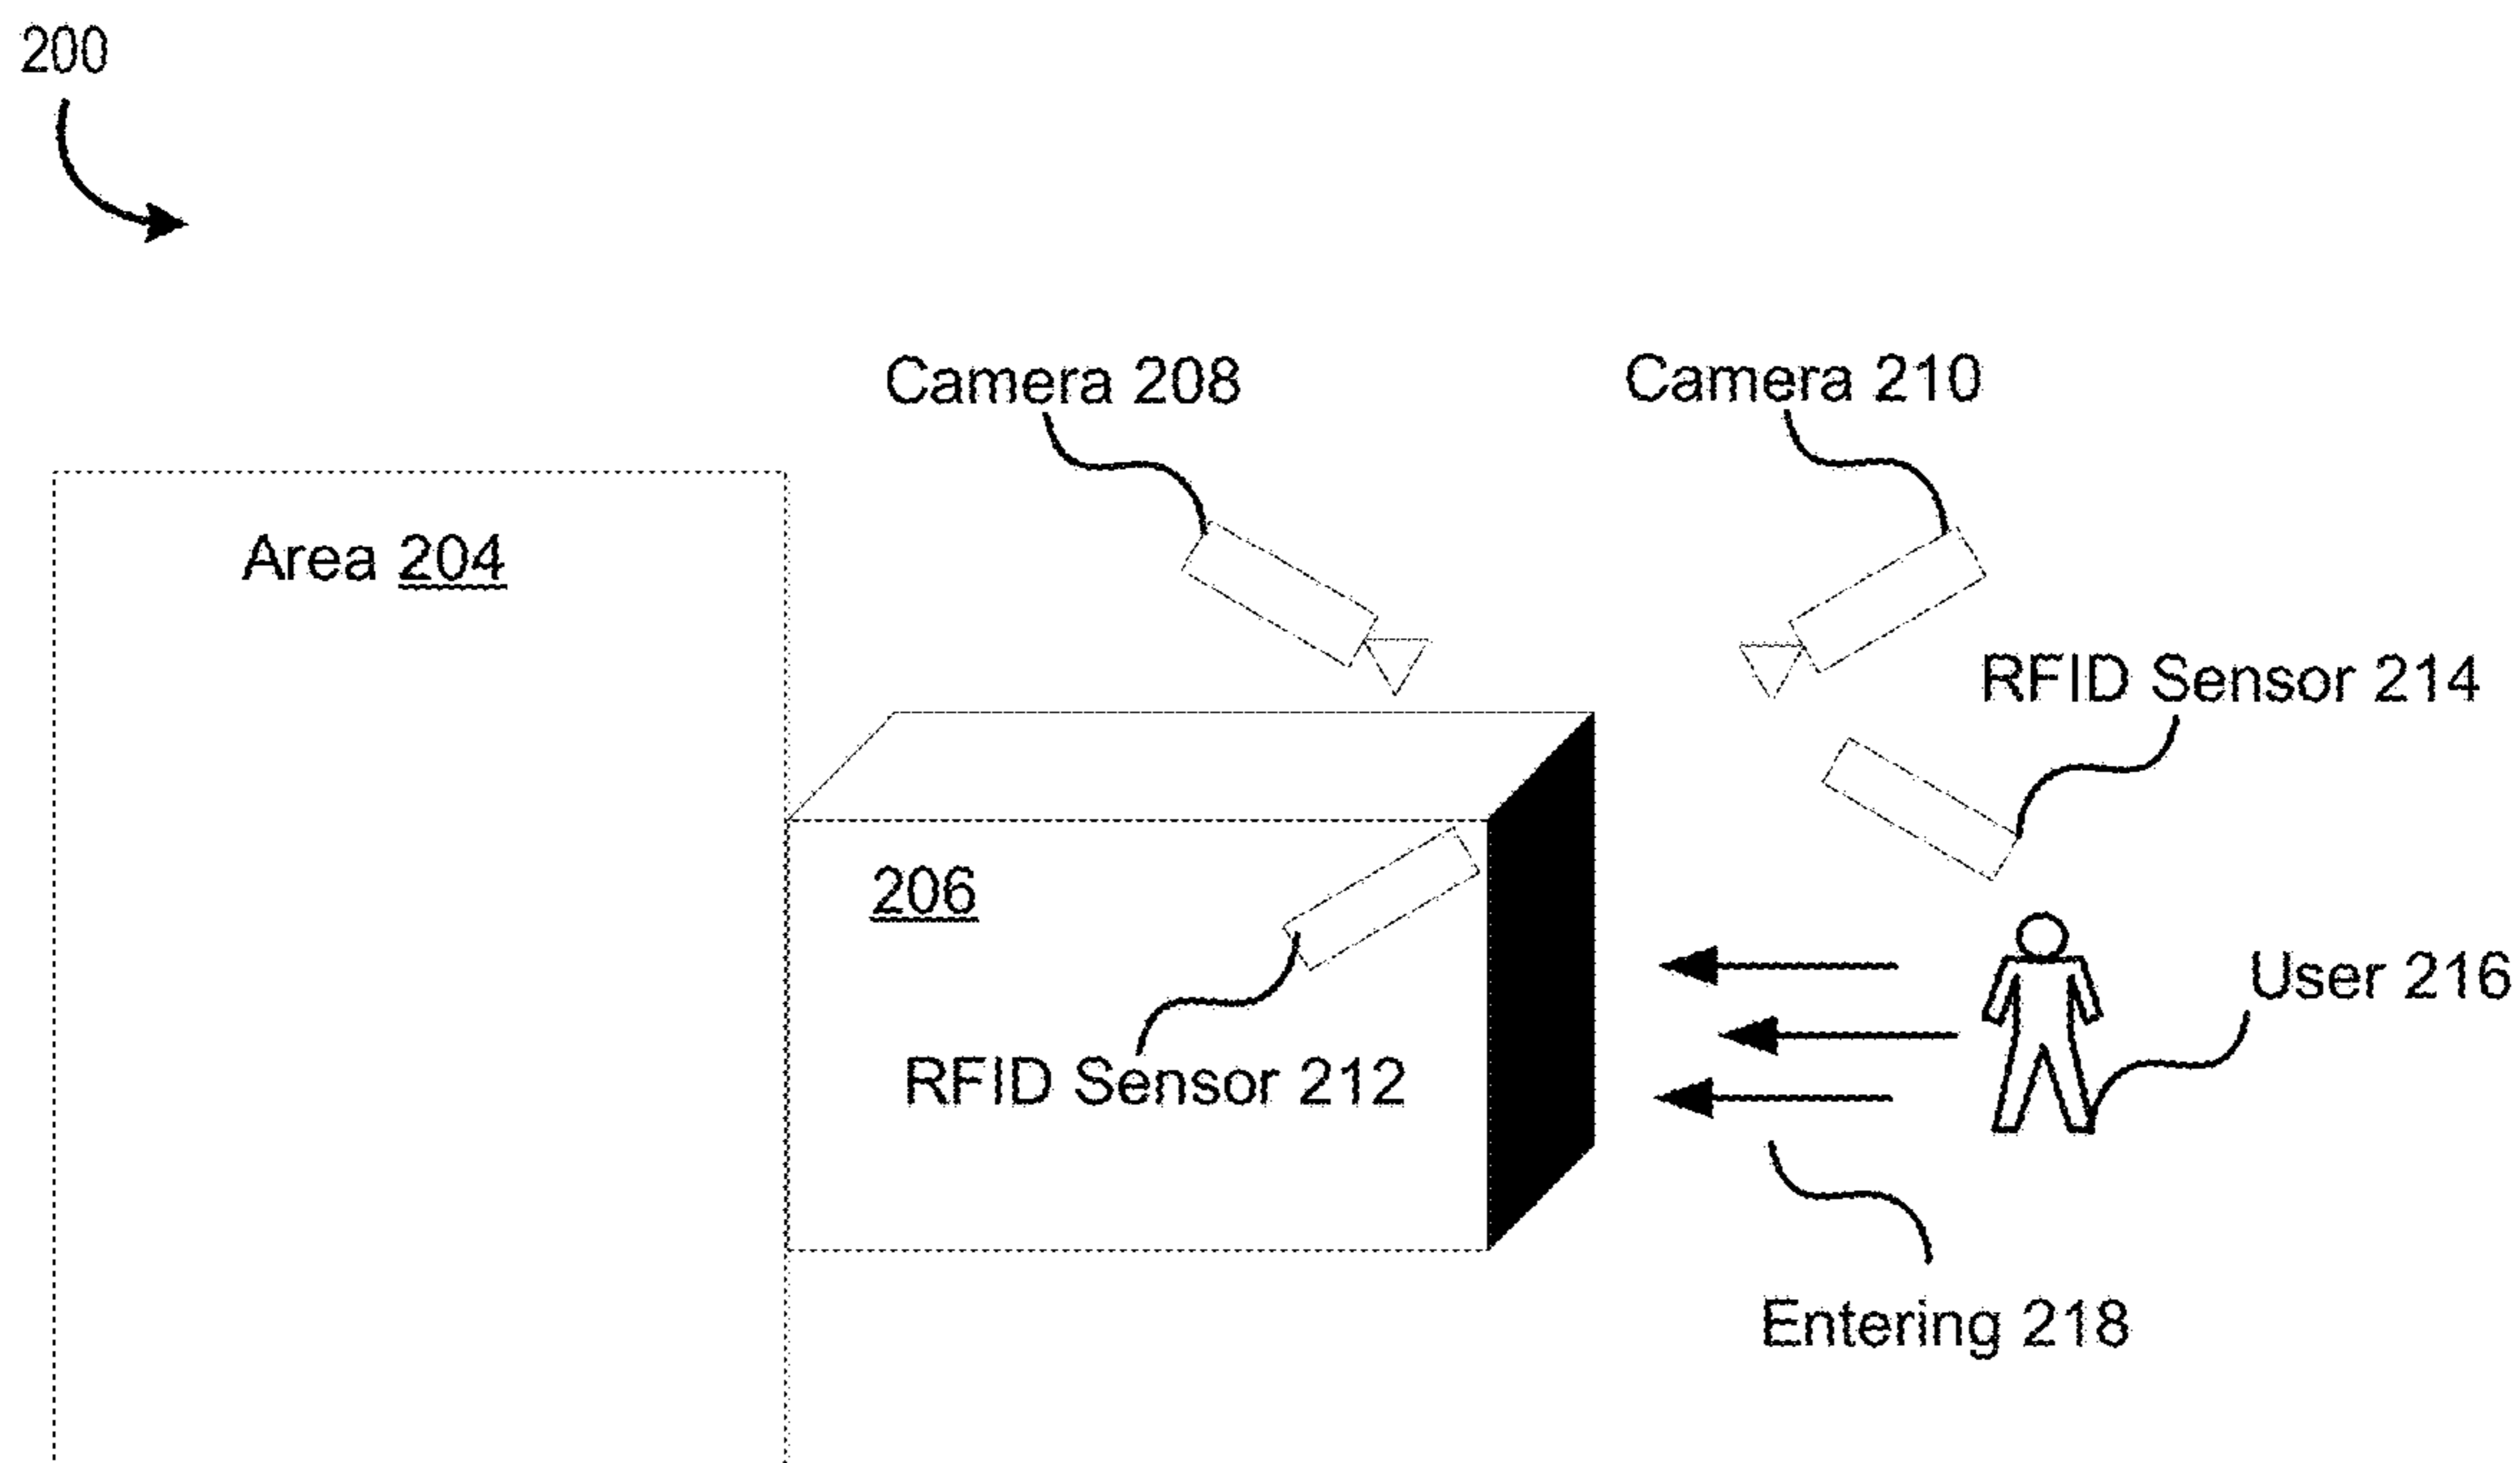 200
Camera 208
Camera 210
Area 204
RFID Sensor 214
206
User 216
RFID Sensor 212
Entering 218